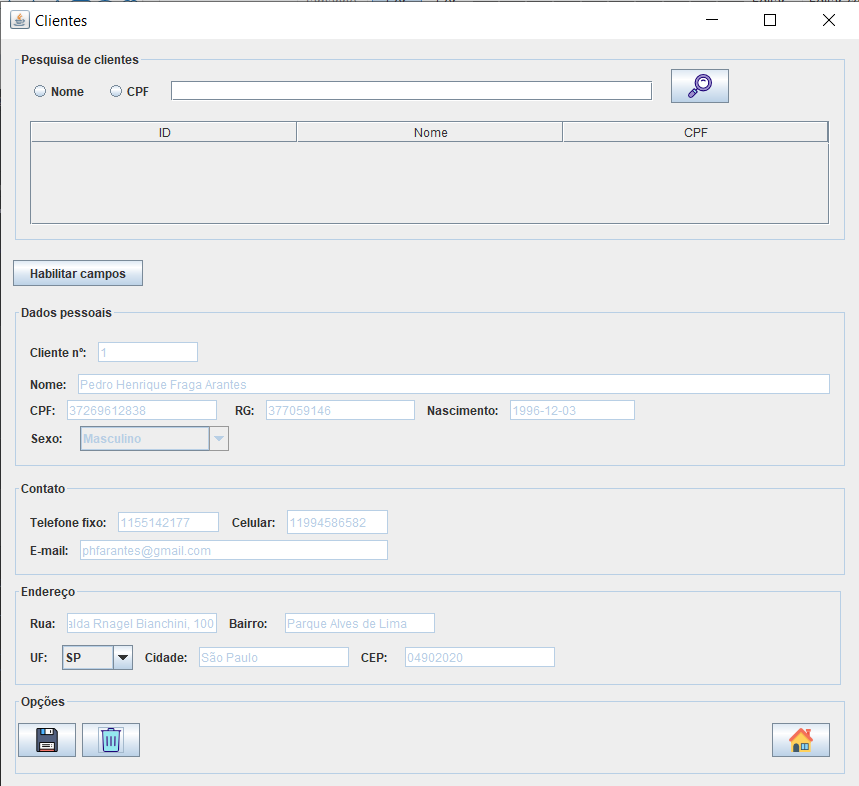 Clientes
Pesquisa de clientes
Nome CPF
ID Nome CPF
Habilitar campos
Dados pessoais
Cliente nº: 1
Nome: Pedro Henrique Fraga Arantes
CPF: 37269612838 RG: 377059146 Nascimento: 1996-12-03
Sexo: Masculino
Contato
Telefone fixo: 1155142177 Celular: 11994586582
E-mail: phfarantes@gmail.com
Endereço
Rua: alda Rnagel Bianchini, 100 Bairro: Parque Alves de Lima
UF: SP Cidade: São Paulo CEP: 04902020
Opções